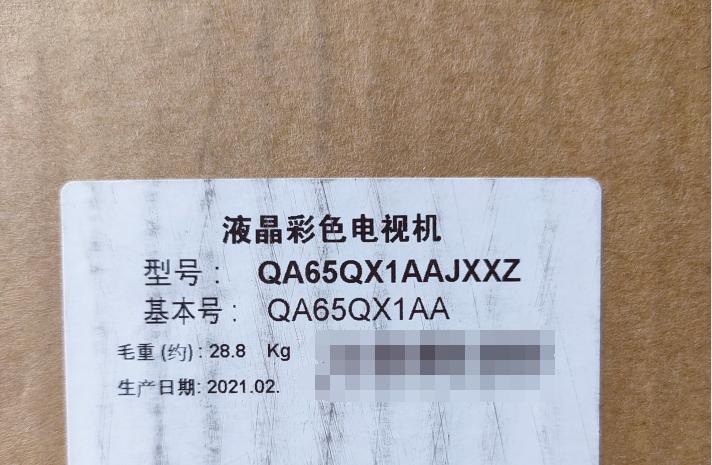 液晶彩色电视机
型号： QA65QX1AAJXXZ
基本号： QA65QX1AA
毛重 (约) : 28.8 Kg
生产日期: 2021.02.